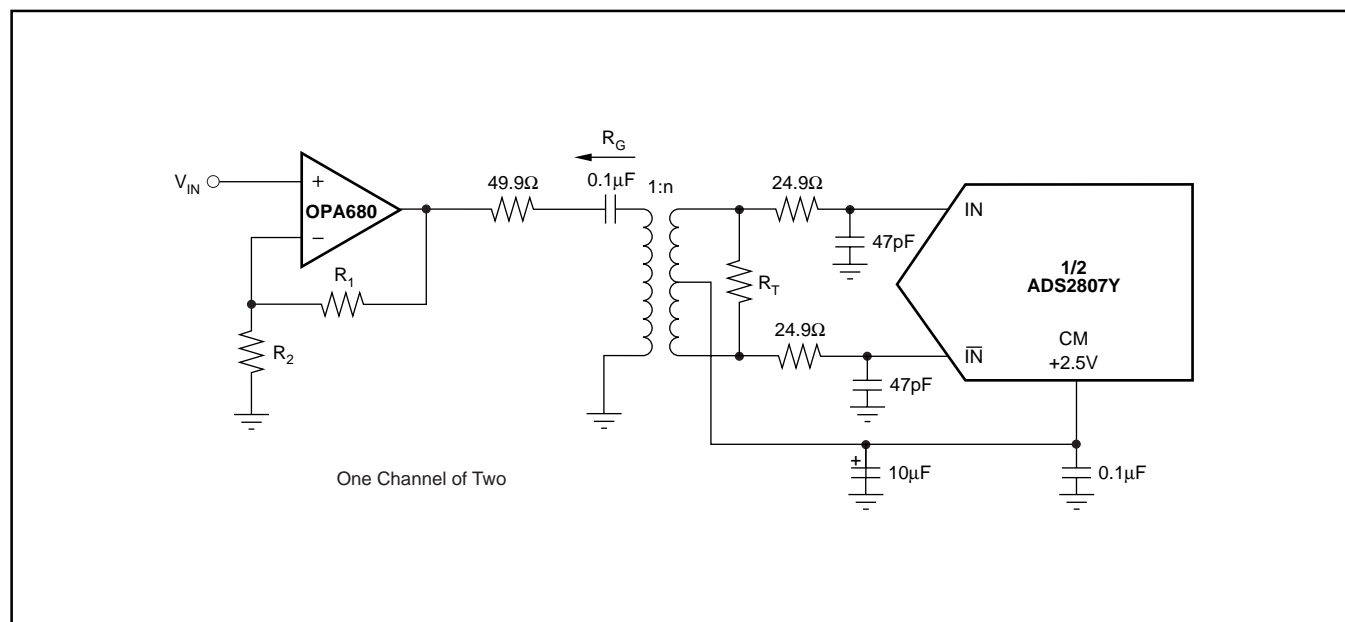 R_G
V_IN
+
OPA680
−
49.9Ω
0.1µF
1:n
24.9Ω
47pF
IN
1/2
ADS2807Y
R_1
R_T
R_2
24.9Ω
CM
+2.5V
I̅N̅
47pF
+
10µF
0.1µF
One Channel of Two